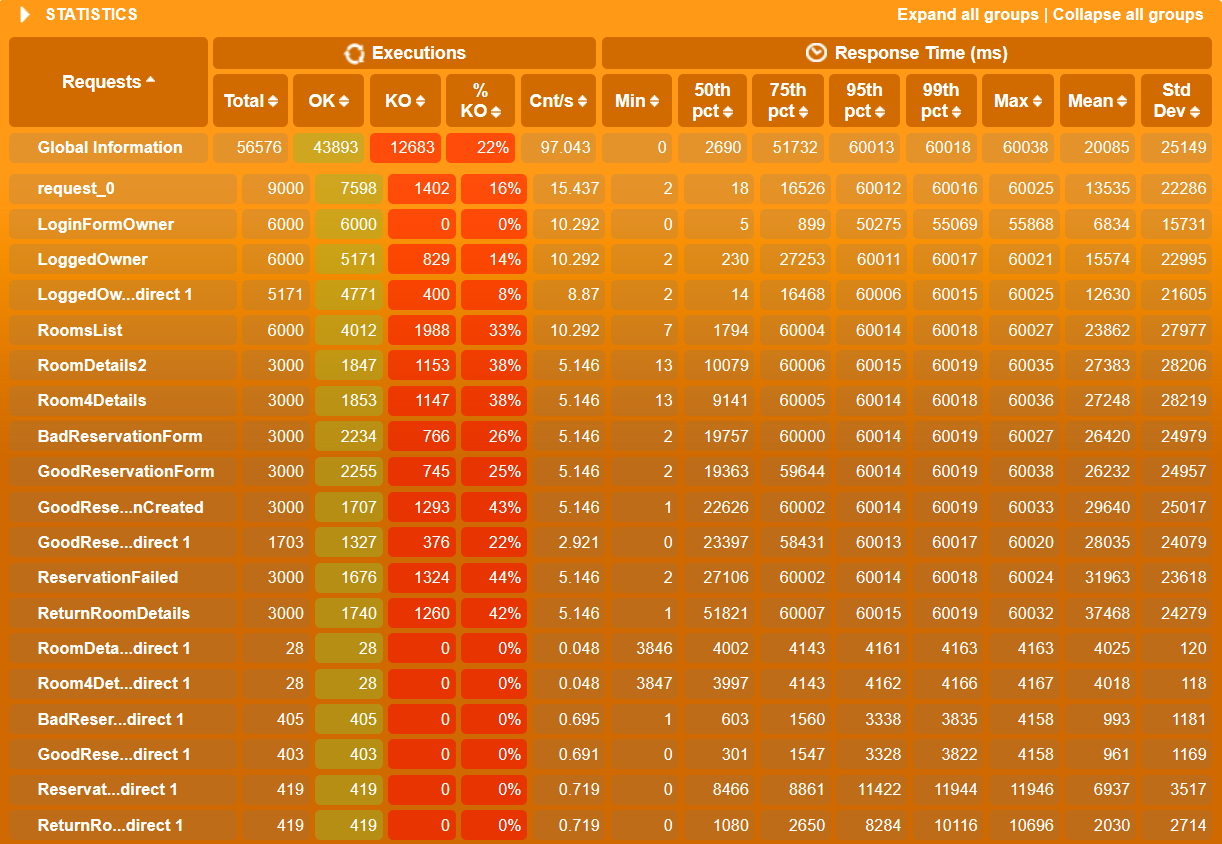 STATISTICS Expand all groups | Collapse all groups
Requests Executions Response Time (ms)
Total OK KO % KO Cnt/s Min 50th pct 75th pct 95th pct 99th pct Max Mean Std Dev
Global Information 56576 43893 12683 22% 97.043 0 2690 51732 60013 60018 60038 20085 25149
request_0 9000 7598 1402 16% 15.437 2 18 16526 60012 60016 60025 13535 22286
LoginFormOwner 6000 6000 0 0% 10.292 0 5 899 50275 55069 55868 6834 15731
LoggedOwner 6000 5171 829 14% 10.292 2 230 27253 60011 60017 60021 15574 22995
LoggedOw...direct 1 5171 4771 400 8% 8.87 2 14 16468 60006 60015 60025 12630 21605
RoomsList 6000 4012 1988 33% 10.292 7 1794 60004 60014 60018 60027 23862 27977
RoomDetails2 3000 1847 1153 38% 5.146 13 10079 60006 60015 60019 60035 27383 28206
Room4Details 3000 1853 1147 38% 5.146 13 9141 60005 60014 60018 60036 27248 28219
BadReservationForm 3000 2234 766 26% 5.146 2 19757 60000 60014 60019 60027 26420 24979
GoodReservationForm 3000 2255 745 25% 5.146 2 19363 59644 60014 60019 60038 26232 24957
GoodRese...nCreated 3000 1707 1293 43% 5.146 1 22626 60002 60014 60019 60033 29640 25017
GoodRese...direct 1 1703 1327 376 22% 2.921 0 23397 58431 60013 60017 60020 28035 24079
ReservationFailed 3000 1676 1324 44% 5.146 2 27106 60002 60014 60018 60024 31963 23618
ReturnRoomDetails 3000 1740 1260 42% 5.146 1 51821 60007 60015 60019 60032 37468 24279
RoomDeta...direct 1 28 28 0 0% 0.048 3846 4002 4143 4161 4163 4163 4025 120
Room4Det...direct 1 28 28 0 0% 0.048 3847 3997 4143 4162 4166 4167 4018 118
BadReser...direct 1 405 405 0 0% 0.695 1 603 1560 3338 3835 4158 993 1181
GoodRese...direct 1 403 403 0 0% 0.691 0 301 1547 3328 3822 4158 961 1169
Reservat...direct 1 419 419 0 0% 0.719 0 8466 8861 11422 11944 11946 6937 3517
ReturnRo...direct 1 419 419 0 0% 0.719 0 1080 2650 8284 10116 10696 2030 2714